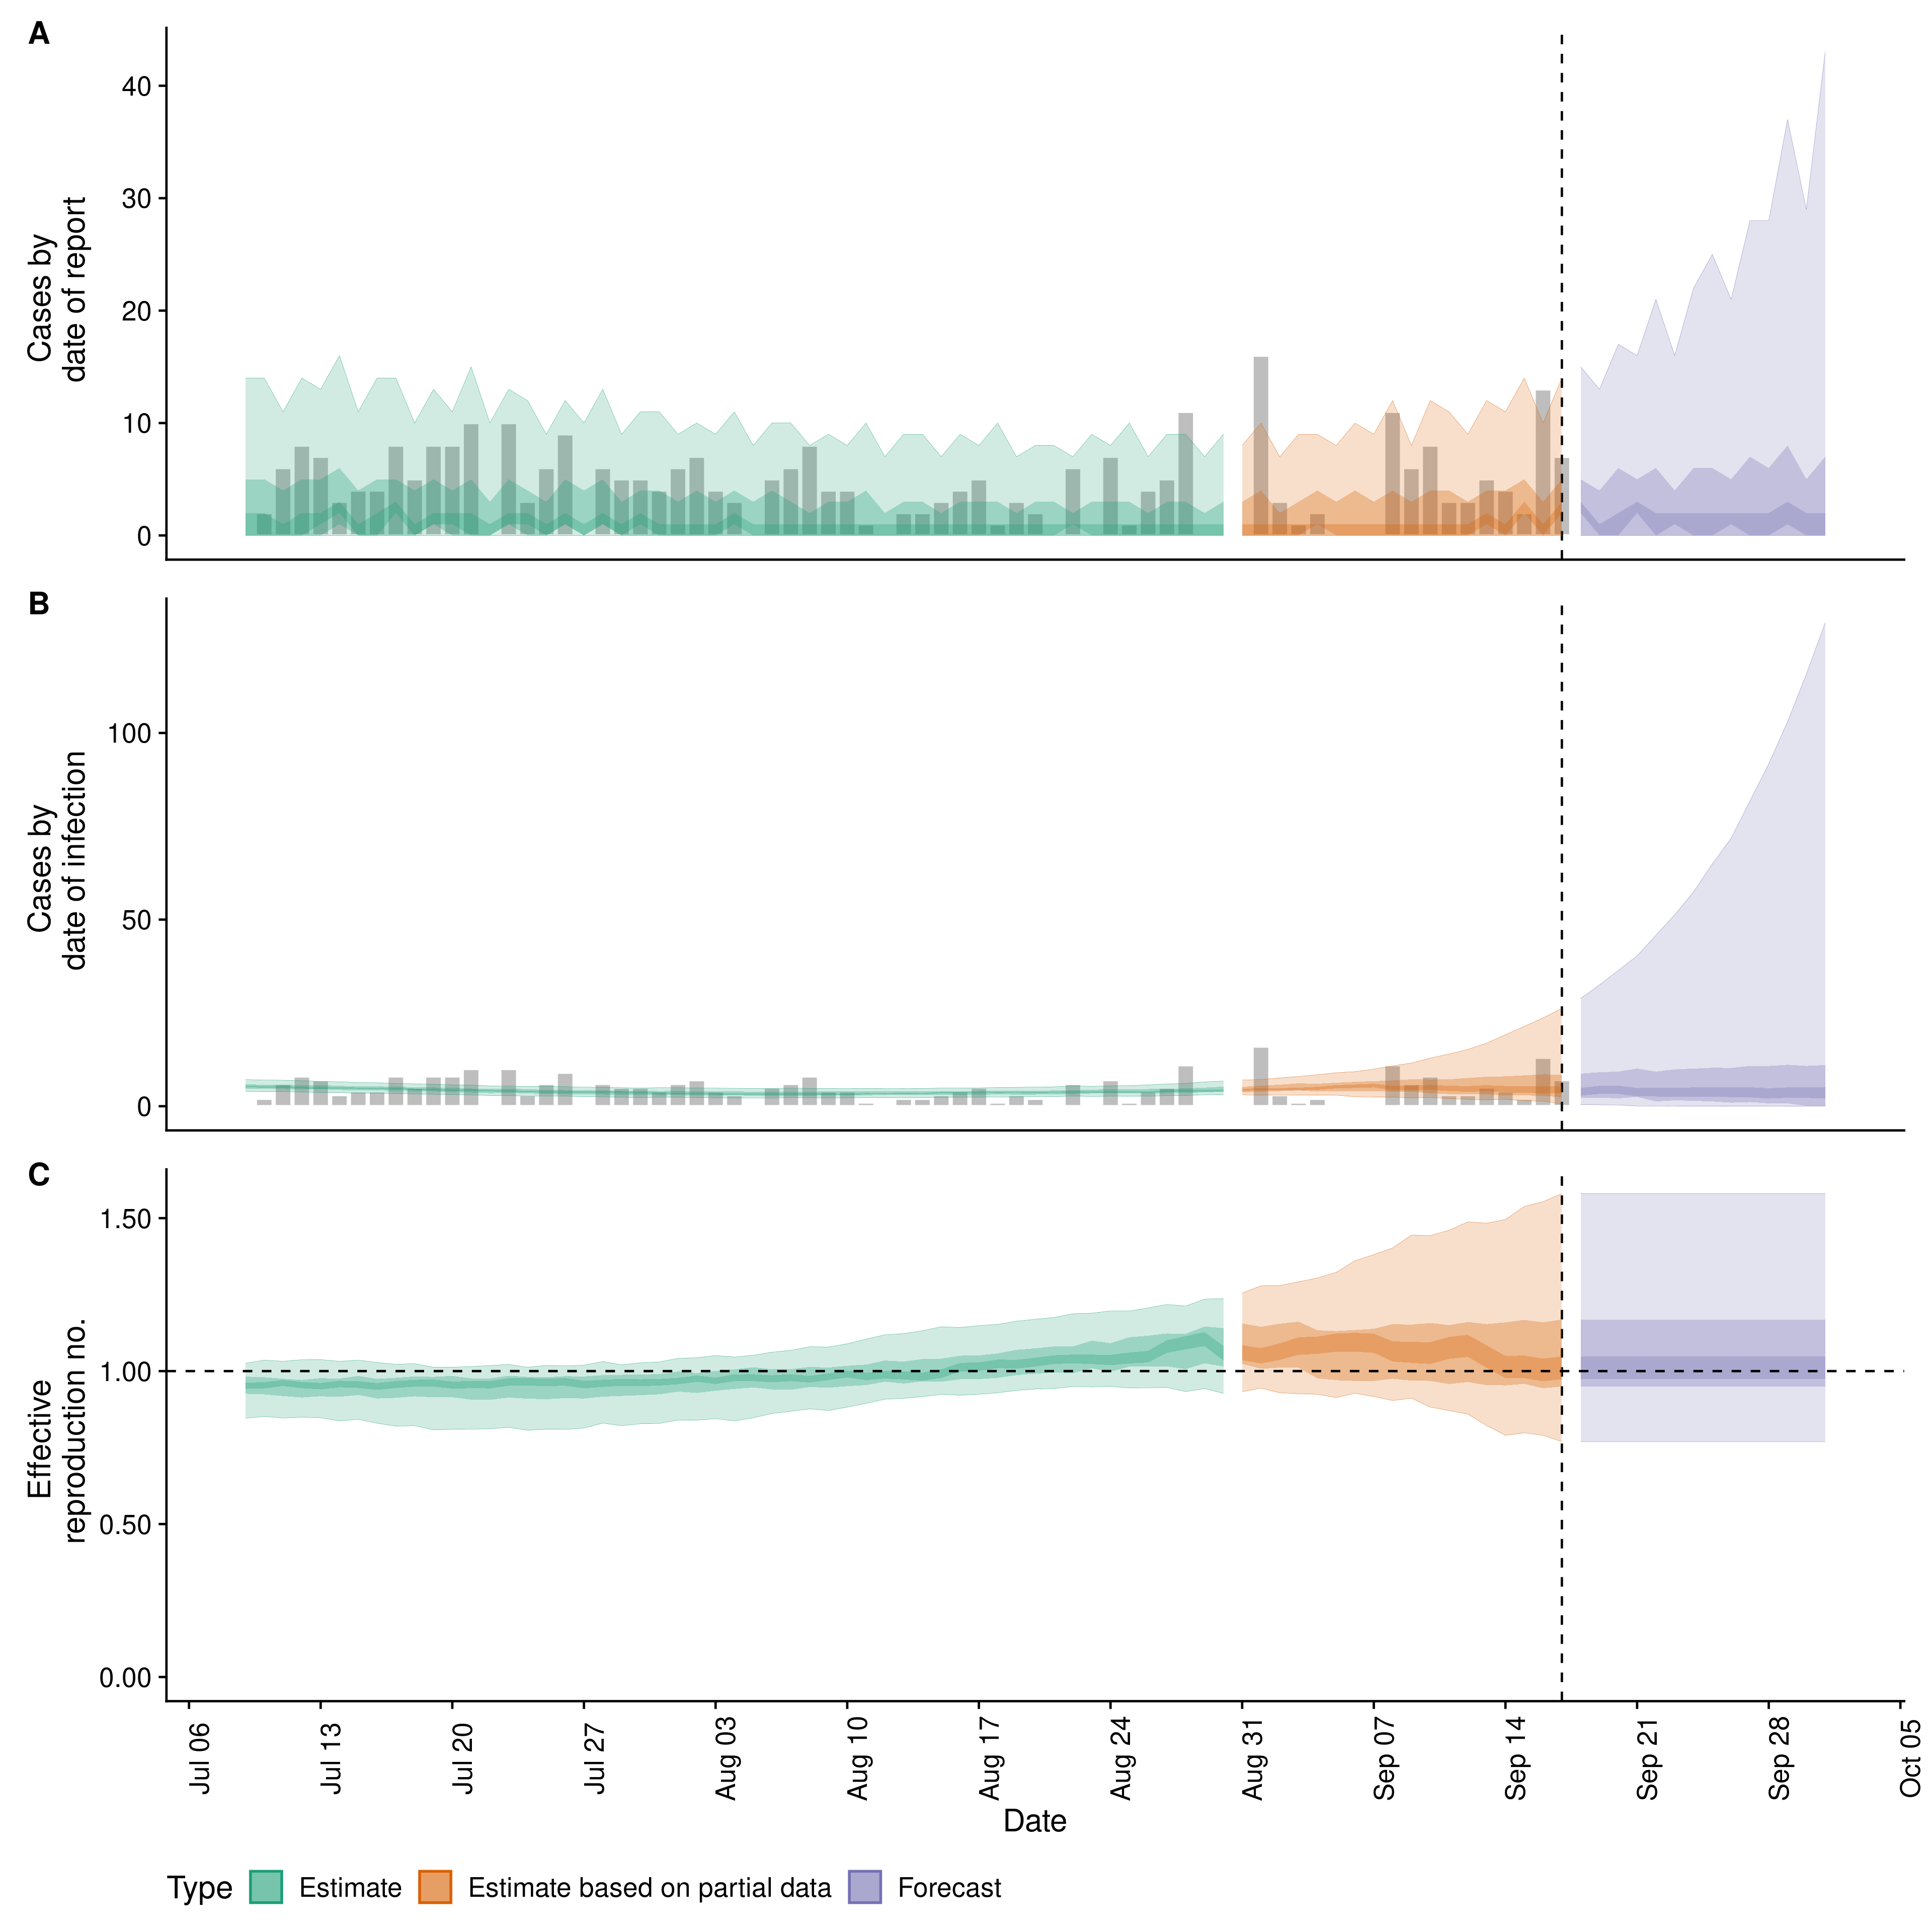 A
Cases by
date of report
40
30
20
10
0
B
Cases by
date of infection
100
50
0
C
Effective
reproduction no.
1.50
1.00
0.50
0.00
Jul 06
Jul 13
Jul 20
Jul 27
Aug 03
Aug 10
Aug 17
Aug 24
Aug 31
Sep 07
Sep 14
Sep 21
Sep 28
Oct 05
Date
Type Estimate Estimate based on partial data Forecast